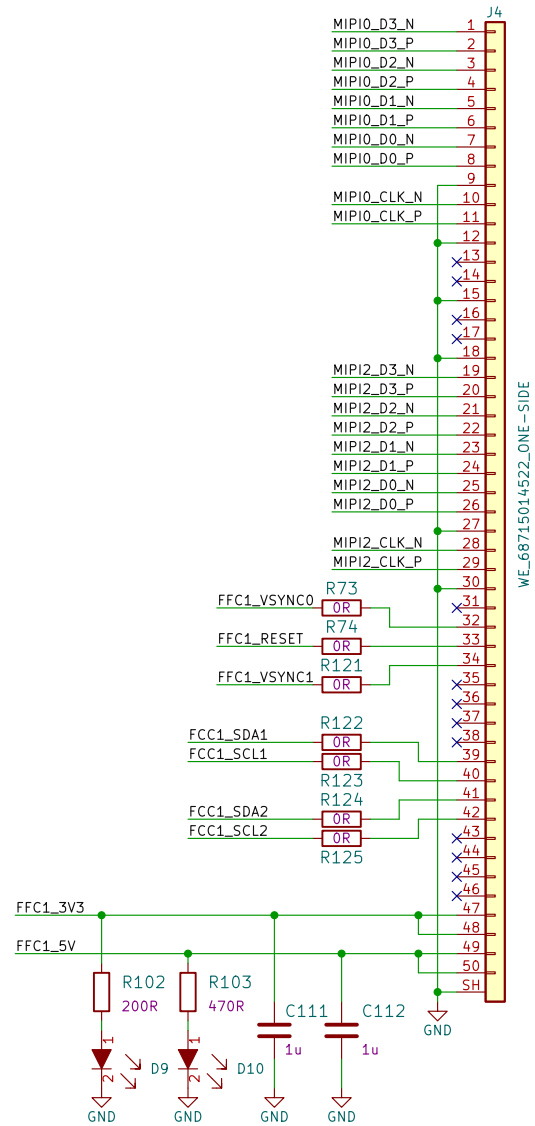 J4
MIPI0_D3_N 1
MIPI0_D3_P 2
MIPI0_D2_N 3
MIPI0_D2_P 4
MIPI0_D1_N 5
MIPI0_D1_P 6
MIPI0_D0_N 7
MIPI0_D0_P 8
9
MIPI0_CLK_N 10
MIPI0_CLK_P 11
12
13
14
15
16
17
18
MIPI2_D3_N 19
MIPI2_D3_P 20
MIPI2_D2_N 21
MIPI2_D2_P 22
MIPI2_D1_N 23
MIPI2_D1_P 24
MIPI2_D0_N 25
MIPI2_D0_P 26
27
MIPI2_CLK_N 28
MIPI2_CLK_P 29
30
WE_68715014522_ONE-SIDE
R73
FFC1_VSYNC0 0R 31
R74 32
FFC1_RESET 0R 33
R121 34
FFC1_VSYNC1 0R 35
36
R122 37
FCC1_SDA1 0R 38
FCC1_SCL1 0R 39
R123 40
R124 41
FCC1_SDA2 0R 42
FCC1_SCL2 0R 43
R125 44
45
46
FFC1_3V3 47
48
FFC1_5V 49
50
R102 R103 SH
200R 470R
C111 C112
GND
1 1
1u 1u
D9 D10
2 2
GND GND GND GND